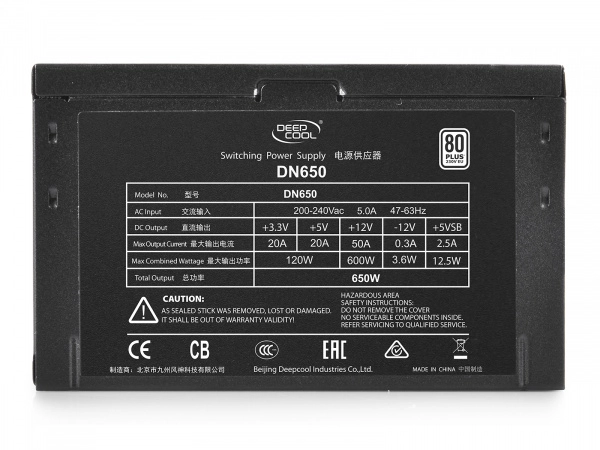 DEEP
COOL
80
PLUS
230V EU
Switching Power Supply 电源供应器
DN650
Model No. 型号 DN650
AC Input 交流输入 200-240Vac 5.0A 47-63Hz
DC Output 直流输出 +3.3V +5V +12V -12V +5VSB
Max Output Current 最大输出电流 20A 20A 50A 0.3A 2.5A
Max Combined Wattage 最大输出功率 120W 600W 3.6W 12.5W
Total Output 总功率 650W
CAUTION:
AS SEALED STICK WAS REMOVED, LOST OR DAMAGED.
IT SHALL BE OUT OF WARRANTY AUTOMATICALLY.
HAZARDOUS AREA
SAFETY INSTRUCTIONS:
DO NOT REMOVE THE COVER
NO SERVICEABLE COMPONENTS INSIDE.
REFER SERVICING TO QUALIFIED SERVICE.
CE CB CCC EAC
制造商：北京市九州风神科技有限公司 Beijing Deepcool Industries Co.,Ltd. MADE IN CHINA 中国制造